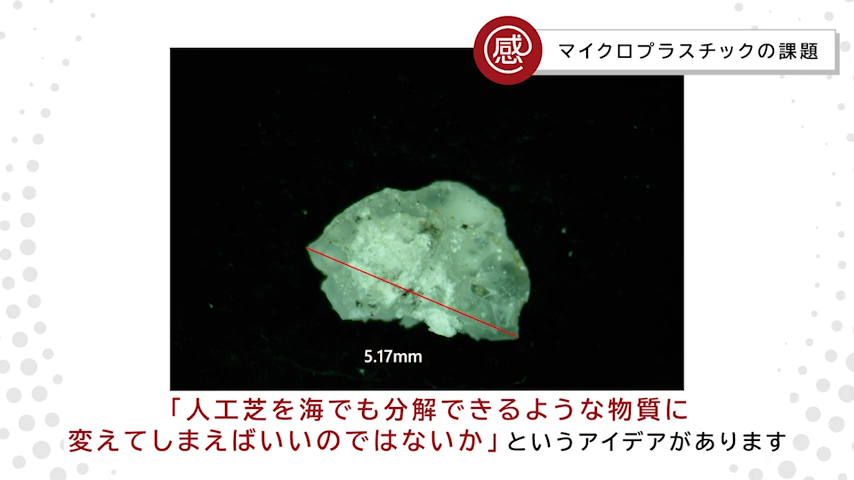 感
マイクロプラスチックの課題
5.17mm
「人工芝を海でも分解できるような物質に
変えてしまえばいいのではないか」というアイデアがあります